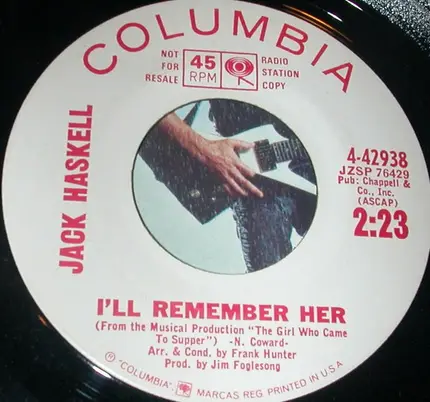 COLUMBIA
NOT
FOR
RESALE
45
RPM
RADIO
STATION
COPY
JACK HASKELL
4-42938
JZSP 76429
Pub: Chappell &
Co., Inc.
(ASCAP)
2:23
I'LL REMEMBER HER
(From the Musical Production "The Girl Who Came
To Supper") -N. Coward-
Arr. & Cond. by Frank Hunter
Prod. by Jim Foglesong
® "COLUMBIA". MARCAS REG. PRINTED IN U.S.A.